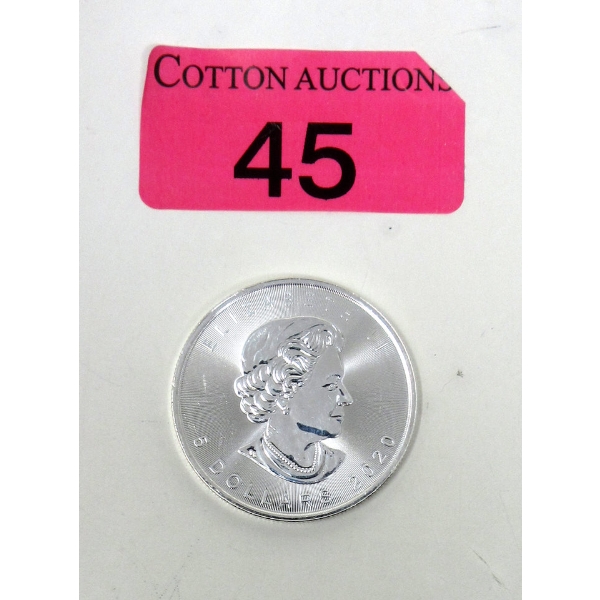 COTTON AUCTIONS
45
ELIZABETH II
5 DOLLARS 2020